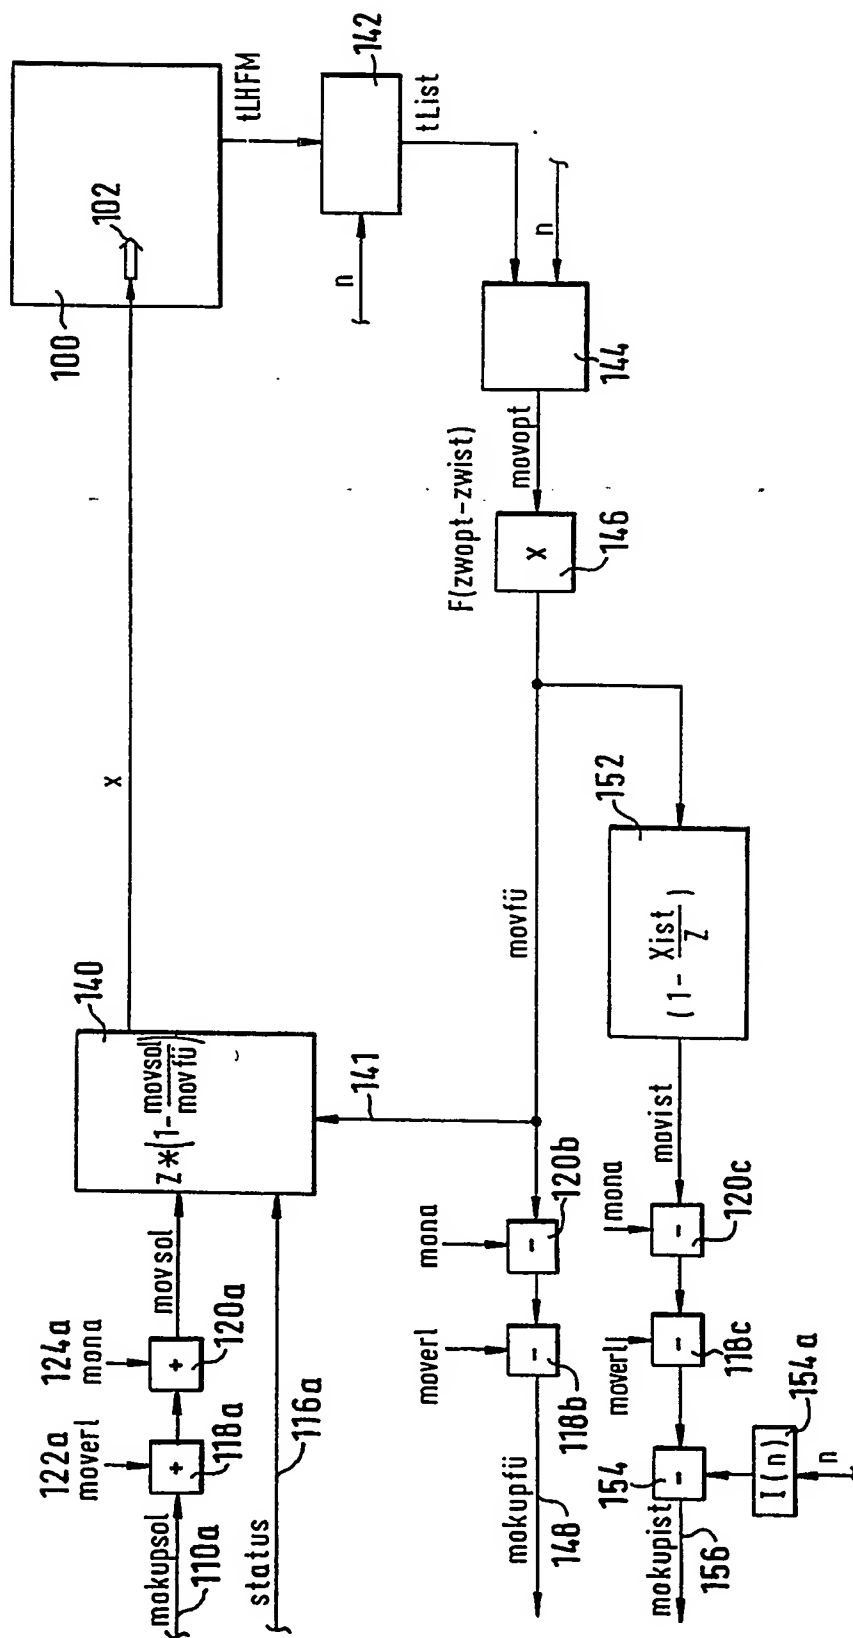 100
102
tLHFM
142
n
tList
n
144
movopt
F(zwopt-zwist)
x
146
x
140
Z*(1-movsol/movfü)
141
movfü
152
(1-Xist/Z)
movsol
124a
mona
120a
+
122a
moverl
118a
+
mokupsol
110a
status
116a
mona
120b
-
moverl
118b
-
mokupfü
148
movist
mona
120c
-
moverl
118c
-
154
-
154a
I(n)
n
mokupist
156